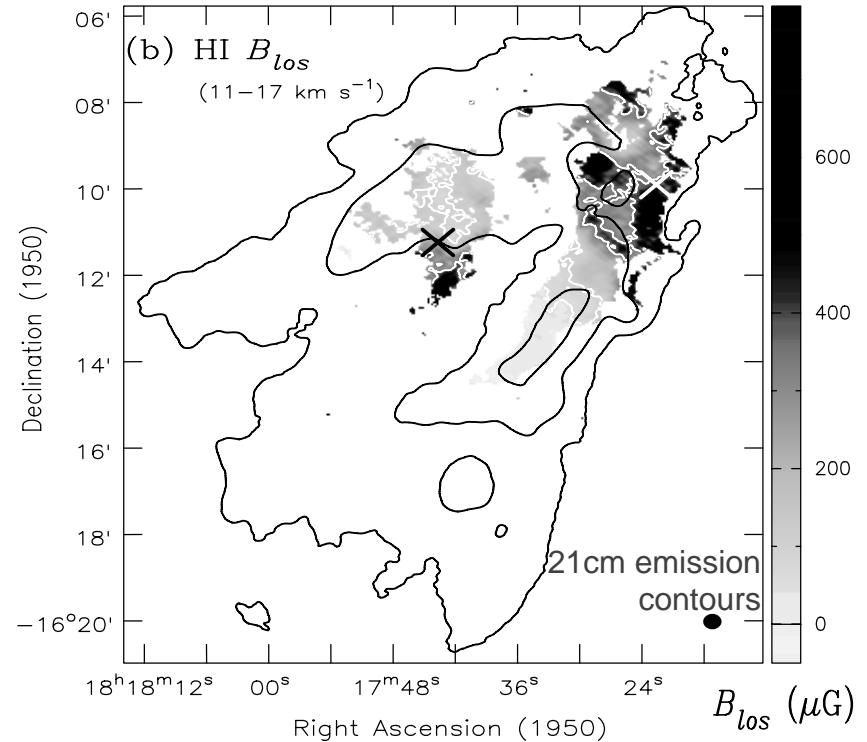 (b) HI B_los
(11−17 km s⁻¹)
06'
08'
10'
12'
14'
16'
18'
−16°20'
Declination (1950)
18ʰ18ᵐ12ˢ 00ˢ 17ᵐ48ˢ 36ˢ 24ˢ
Right Ascension (1950)
21cm emission
contours
600
400
200
0
B_los (μG)